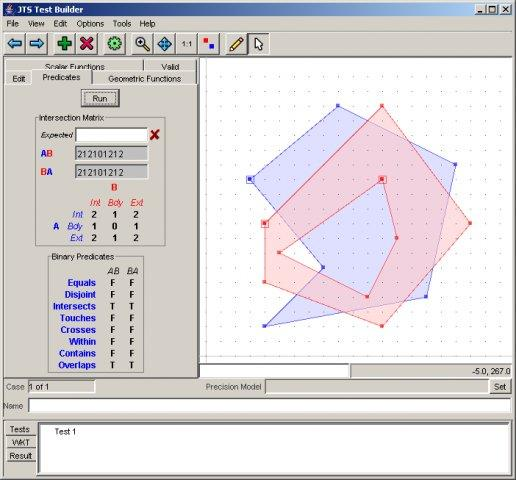 JTS Test Builder
File View Edit Options Tools Help
1:1
Scalar Functions Valid
Edit Predicates Geometric Functions
Run
Intersection Matrix
Expected
AB 212101212
BA 212101212
B
Int Bdy Ext
Int 2 1 2
A Bdy 1 0 1
Ext 2 1 2
Binary Predicates
AB BA
Equals F F
Disjoint F F
Intersects T T
Touches F F
Crosses F F
Within F F
Contains F F
Overlaps T T
-5.0, 267.0
Case 1 of 1 Precision Model Set
Name
Tests
Test 1
WKT
Result